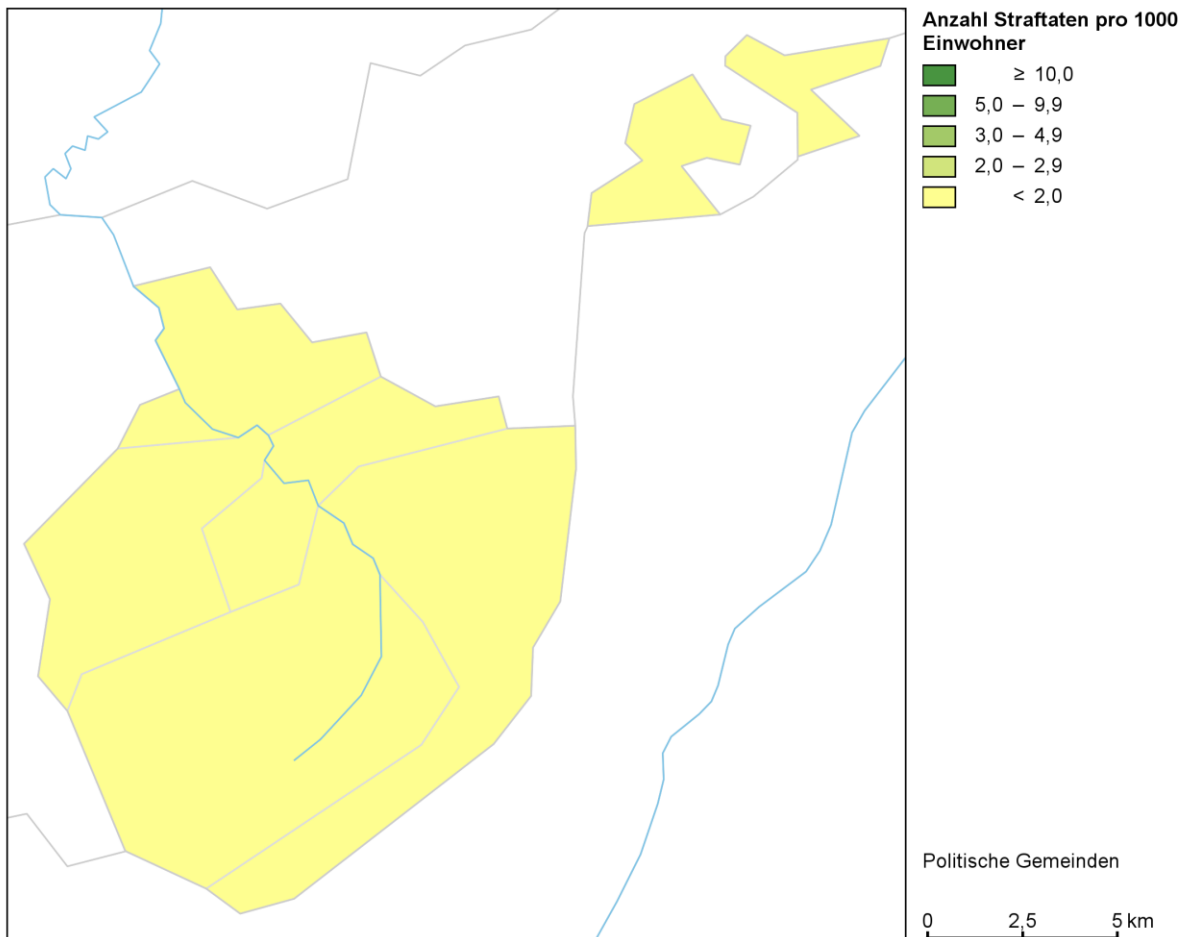 Anzahl Straftaten pro 1000
Einwohner
≥ 10,0
5,0 – 9,9
3,0 – 4,9
2,0 – 2,9
< 2,0
Politische Gemeinden
0 2,5 5 km